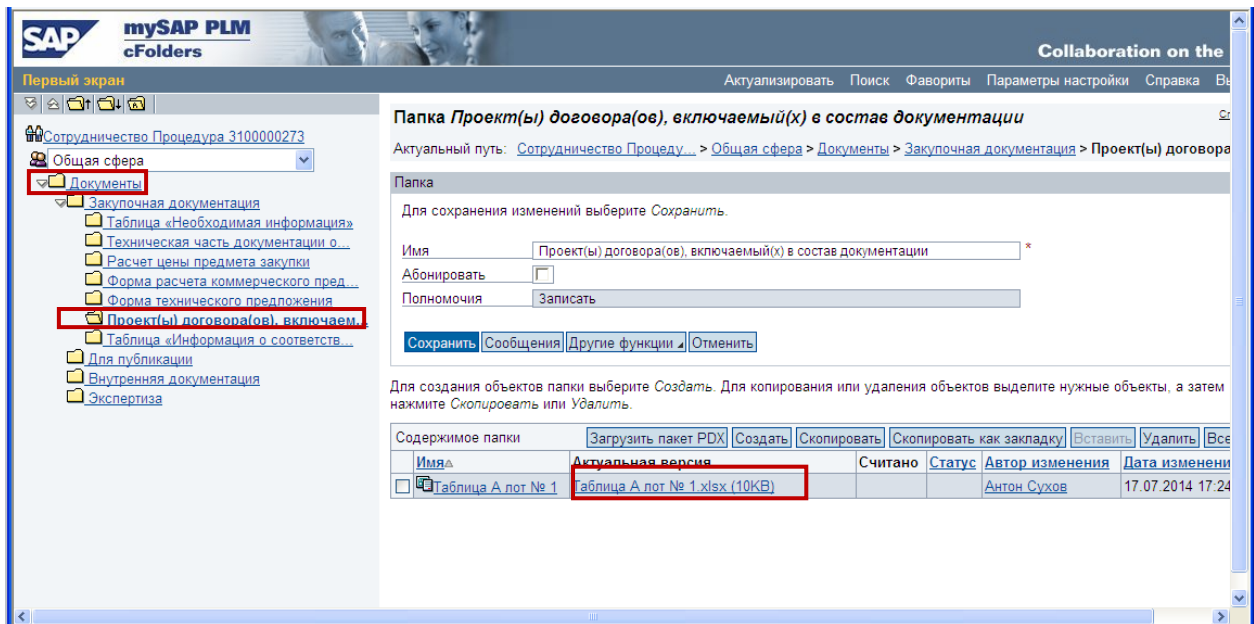 SAP
mySAP PLM
cFolders
Collaboration on the
Первый экран
Актуализировать Поиск Фавориты Параметры настройки Справка
Сотрудничество Процедура 3100000273
Общая сфера
Документы
Закупочная документация
Таблица «Необходимая информация»
Техническая часть документации о...
Расчет цены предмета закупки
Форма расчета коммерческого пред...
Форма технического предложения
Проект(ы) договора(ов), включаем...
Таблица «Информация о соответств...
Для публикации
Внутренняя документация
Экспертиза
Папка Проект(ы) договора(ов), включаемый(х) в состав документации
Актуальный путь: Сотрудничество Процеду... > Общая сфера > Документы > Закупочная документация > Проект(ы) договора
Папка
Для сохранения изменений выберите Сохранить.
Имя Проект(ы) договора(ов), включаемый(х) в состав документации *
Абонировать
Полномочия Записать
Сохранить Сообщения Другие функции Отменить
Для создания объектов папки выберите Создать. Для копирования или удаления объектов выделите нужные объекты, а затем
нажмите Скопировать или Удалить.
Содержимое папки Загрузить пакет PDX Создать Скопировать Скопировать как закладку Вставить Удалить Все
Имя Актуальная версия Считано Статус Автор изменения Дата изменени
Таблица А лот № 1 Таблица А лот № 1.xlsx (10KB) Антон Сухов 17.07.2014 17:24